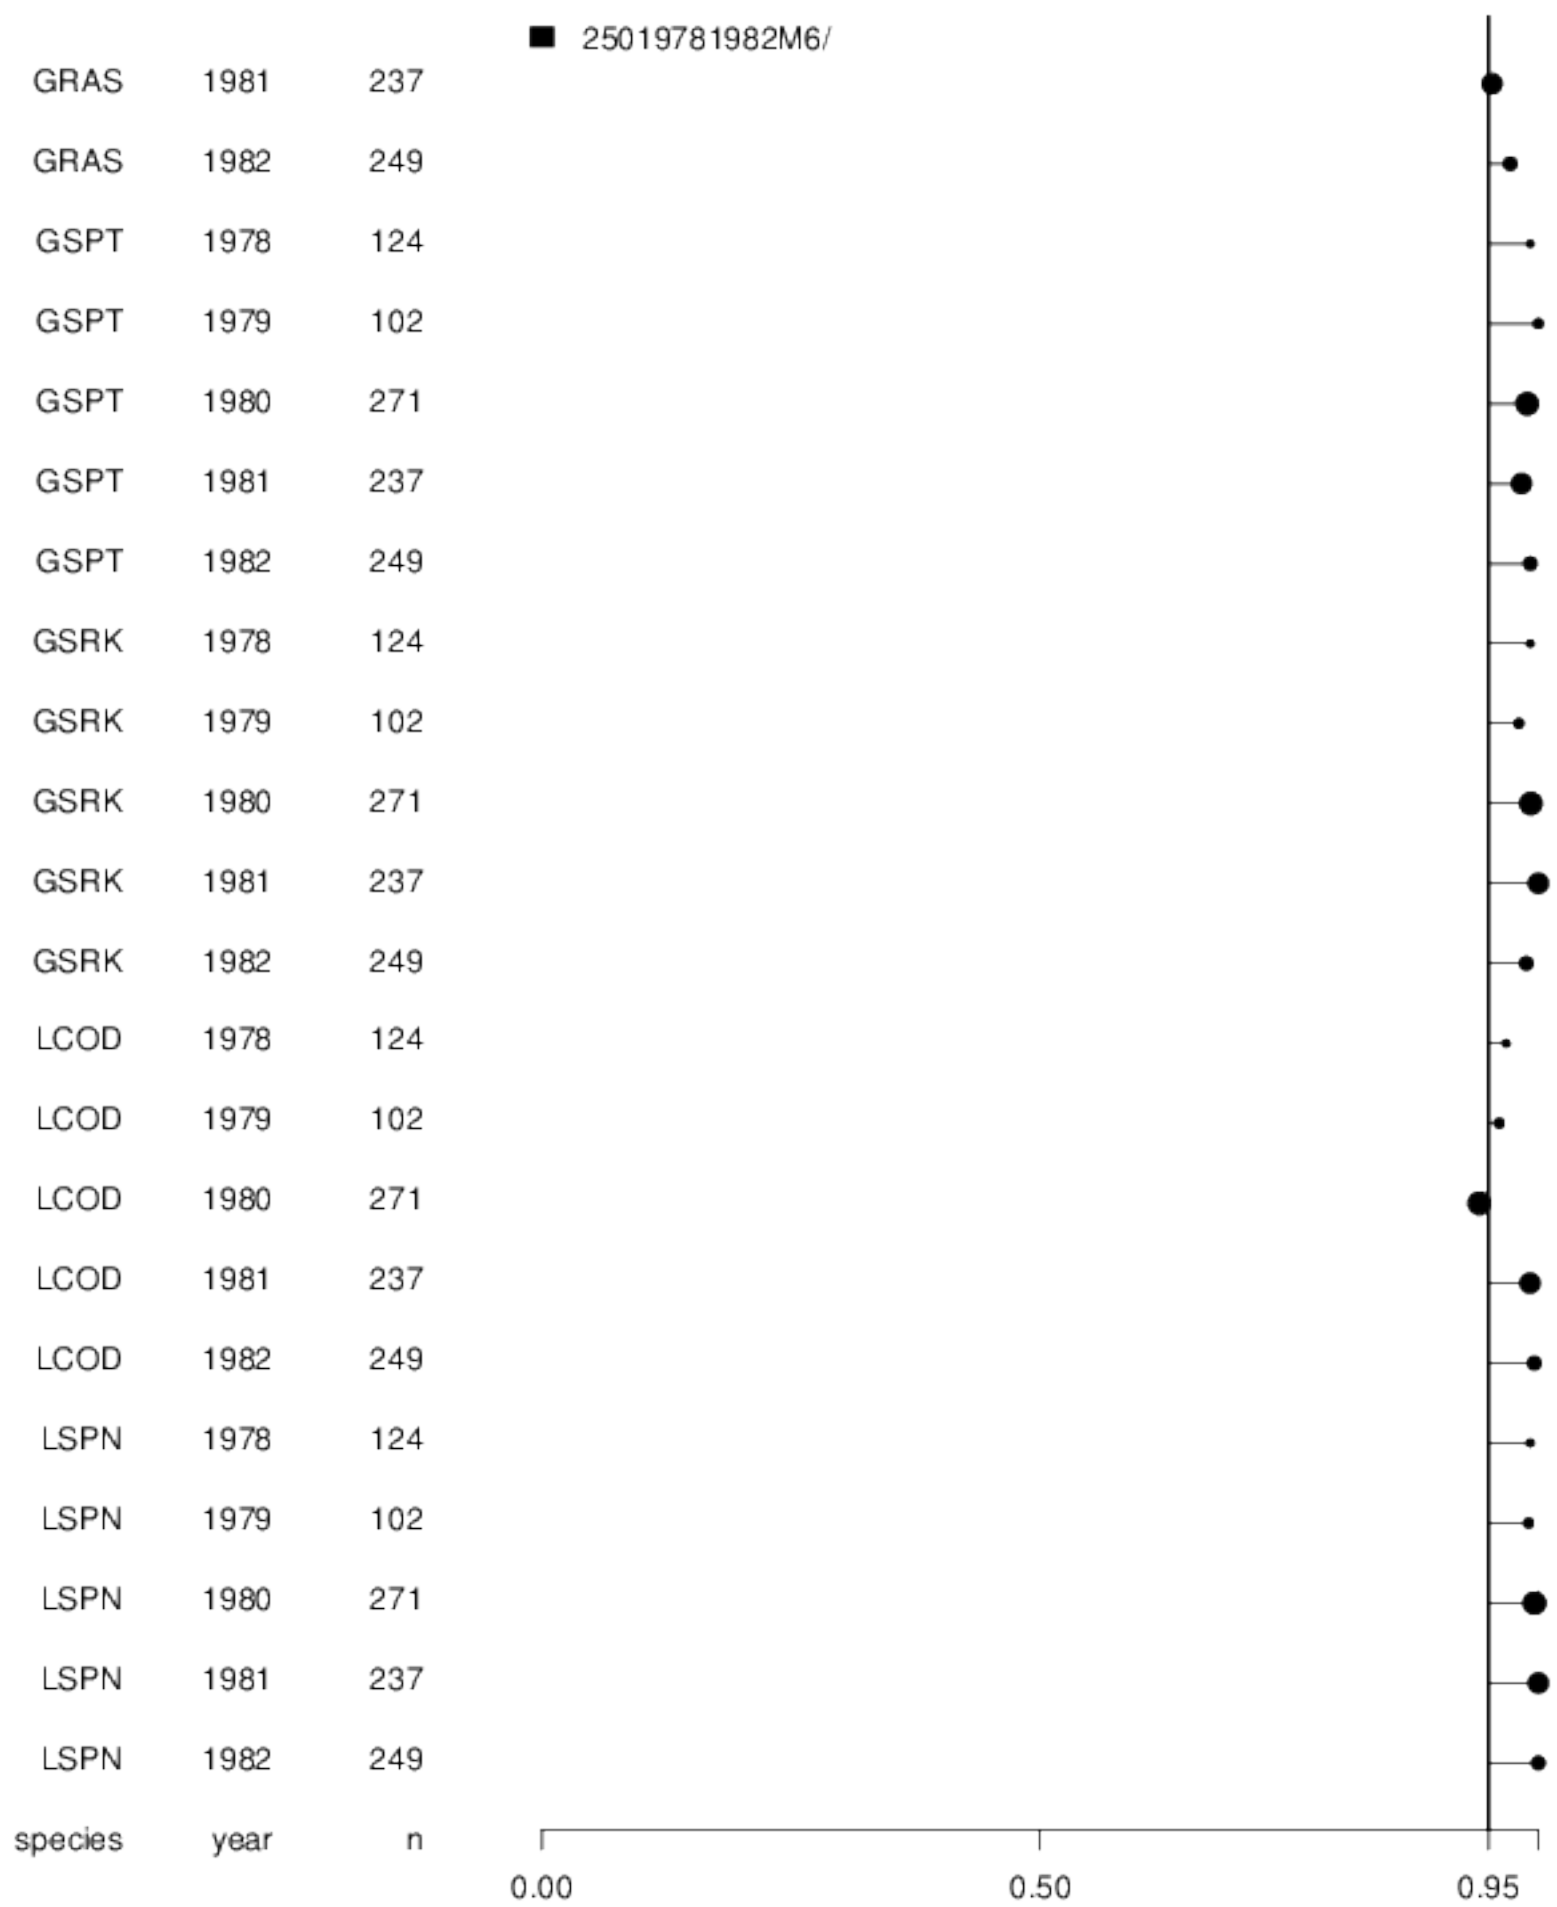 25019781982M6/
GRAS 1981 237
GRAS 1982 249
GSPT 1978 124
GSPT 1979 102
GSPT 1980 271
GSPT 1981 237
GSPT 1982 249
GSRK 1978 124
GSRK 1979 102
GSRK 1980 271
GSRK 1981 237
GSRK 1982 249
LCOD 1978 124
LCOD 1979 102
LCOD 1980 271
LCOD 1981 237
LCOD 1982 249
LSPN 1978 124
LSPN 1979 102
LSPN 1980 271
LSPN 1981 237
LSPN 1982 249
species year n
0.00 0.50 0.95